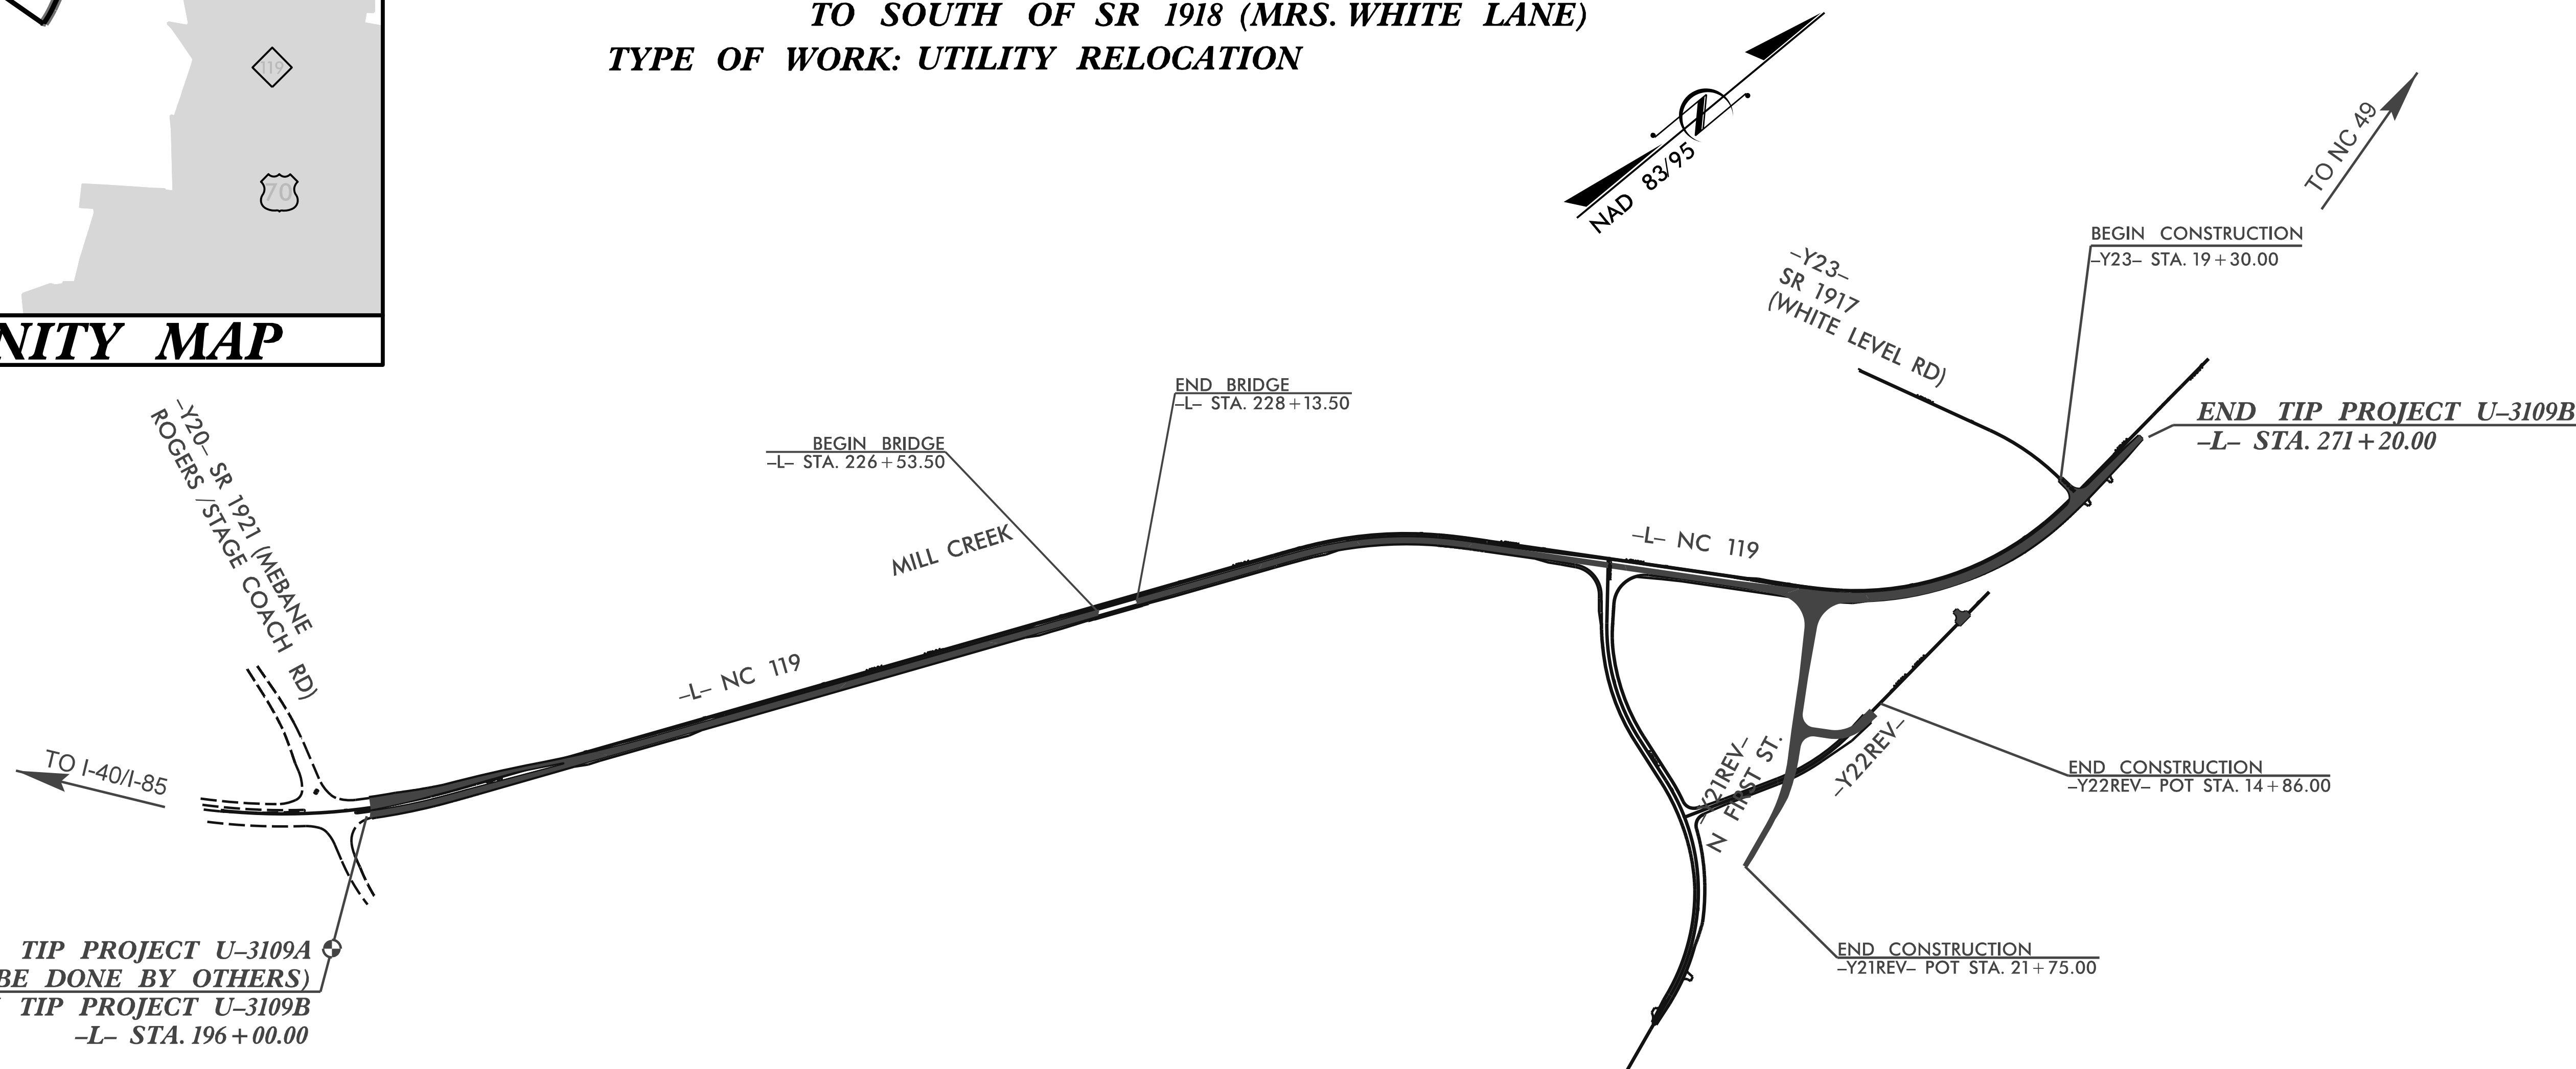 TO SOUTH OF SR 1918 (MRS. WHITE LANE)
TYPE OF WORK: UTILITY RELOCATION
119
70
NITY MAP
NAD 83/95
TO NC 49
BEGIN CONSTRUCTION
–Y23– STA. 19+30.00
–Y23–
SR 1917
(WHITE LEVEL RD)
END BRIDGE
–L– STA. 228+13.50
BEGIN BRIDGE
–L– STA. 226+53.50
END TIP PROJECT U–3109B
–L– STA. 271+20.00
–Y20– SR 1921 (MEBANE
ROGERS /STAGE COACH RD)
MILL CREEK
–L– NC 119
–L– NC 119
TO I-40/I-85
–Y21REV–
N FIRST ST.
–Y22REV–
END CONSTRUCTION
–Y22REV– POT STA. 14+86.00
END CONSTRUCTION
–Y21REV– POT STA. 21+75.00
TIP PROJECT U–3109A
BE DONE BY OTHERS)
TIP PROJECT U–3109B
–L– STA. 196+00.00